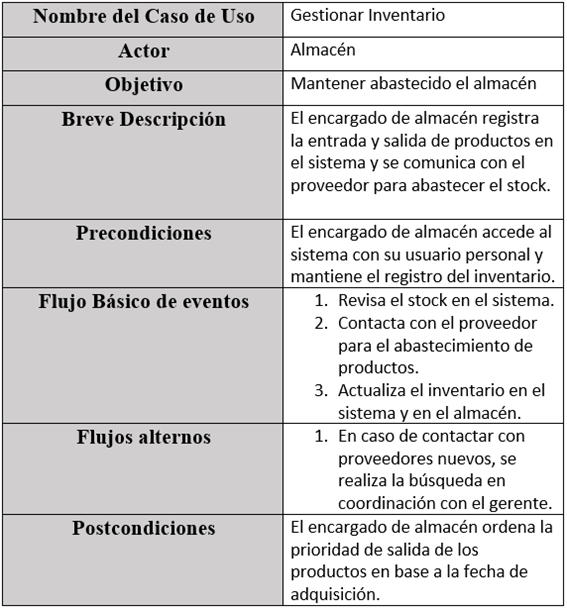 Nombre del Caso de Uso
Gestionar Inventario
Actor
Almacén
Objetivo
Mantener abastecido el almacén
Breve Descripción
El encargado de almacén registra
la entrada y salida de productos en
el sistema y se comunica con el
proveedor para abastecer el stock.
Precondiciones
El encargado de almacén accede al
sistema con su usuario personal y
mantiene el registro del inventario.
Flujo Básico de eventos
1. Revisa el stock en el sistema.
2. Contacta con el proveedor
para el abastecimiento de
productos.
3. Actualiza el inventario en el
sistema y en el almacén.
Flujos alternos
1. En caso de contactar con
proveedores nuevos, se
realiza la búsqueda en
coordinación con el gerente.
Postcondiciones
El encargado de almacén ordena la
prioridad de salida de los
productos en base a la fecha de
adquisición.